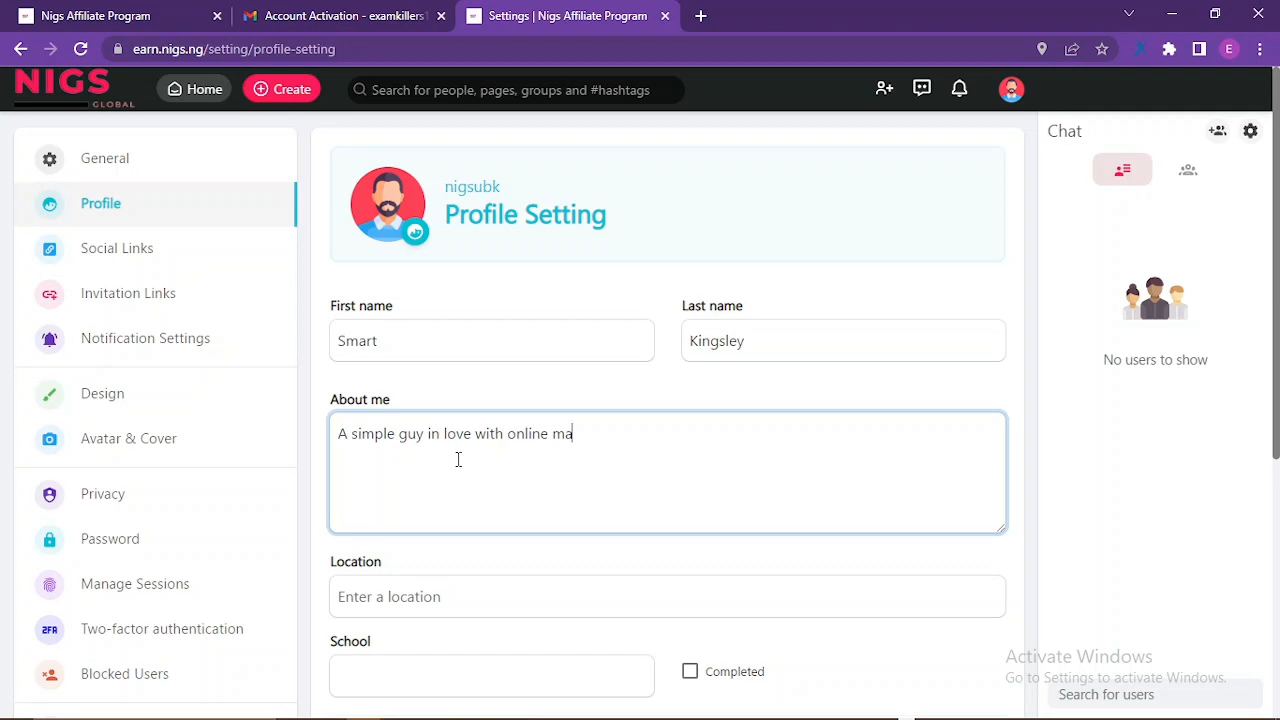 Nigs Affiliate Program
Account Activation - examkillers1
Settings | Nigs Affiliate Program
earn.nigs.ng/setting/profile-setting
E
NIGS
GLOBAL
Home
Create
Search for people, pages, groups and #hashtags
General
Profile
Social Links
Invitation Links
Notification Settings
Design
Avatar & Cover
Privacy
Password
Manage Sessions
2FA Two-factor authentication
Blocked Users
nigsubk
Profile Setting
First name
Last name
Smart
Kingsley
About me
A simple guy in love with online ma
Location
Enter a location
School
Completed
Chat
No users to show
Activate Windows
Go to Settings to activate Windows.
Search for users